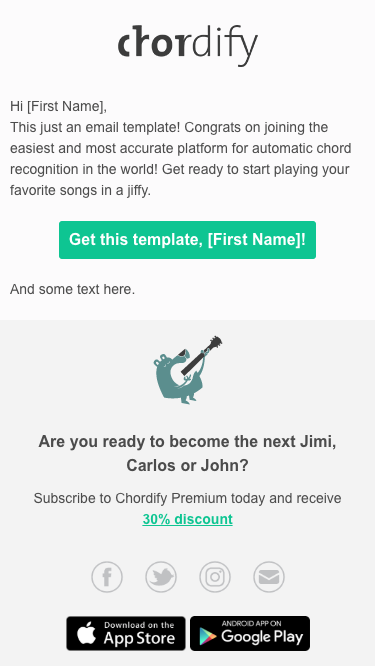 chordify
Hi [First Name],
This just an email template! Congrats on joining the
easiest and most accurate platform for automatic chord
recognition in the world! Get ready to start playing your
favorite songs in a jiffy.
Get this template, [First Name]!
And some text here.
Are you ready to become the next Jimi,
Carlos or John?
Subscribe to Chordify Premium today and receive
30% discount
Download on the
App Store
ANDROID APP ON
Google Play